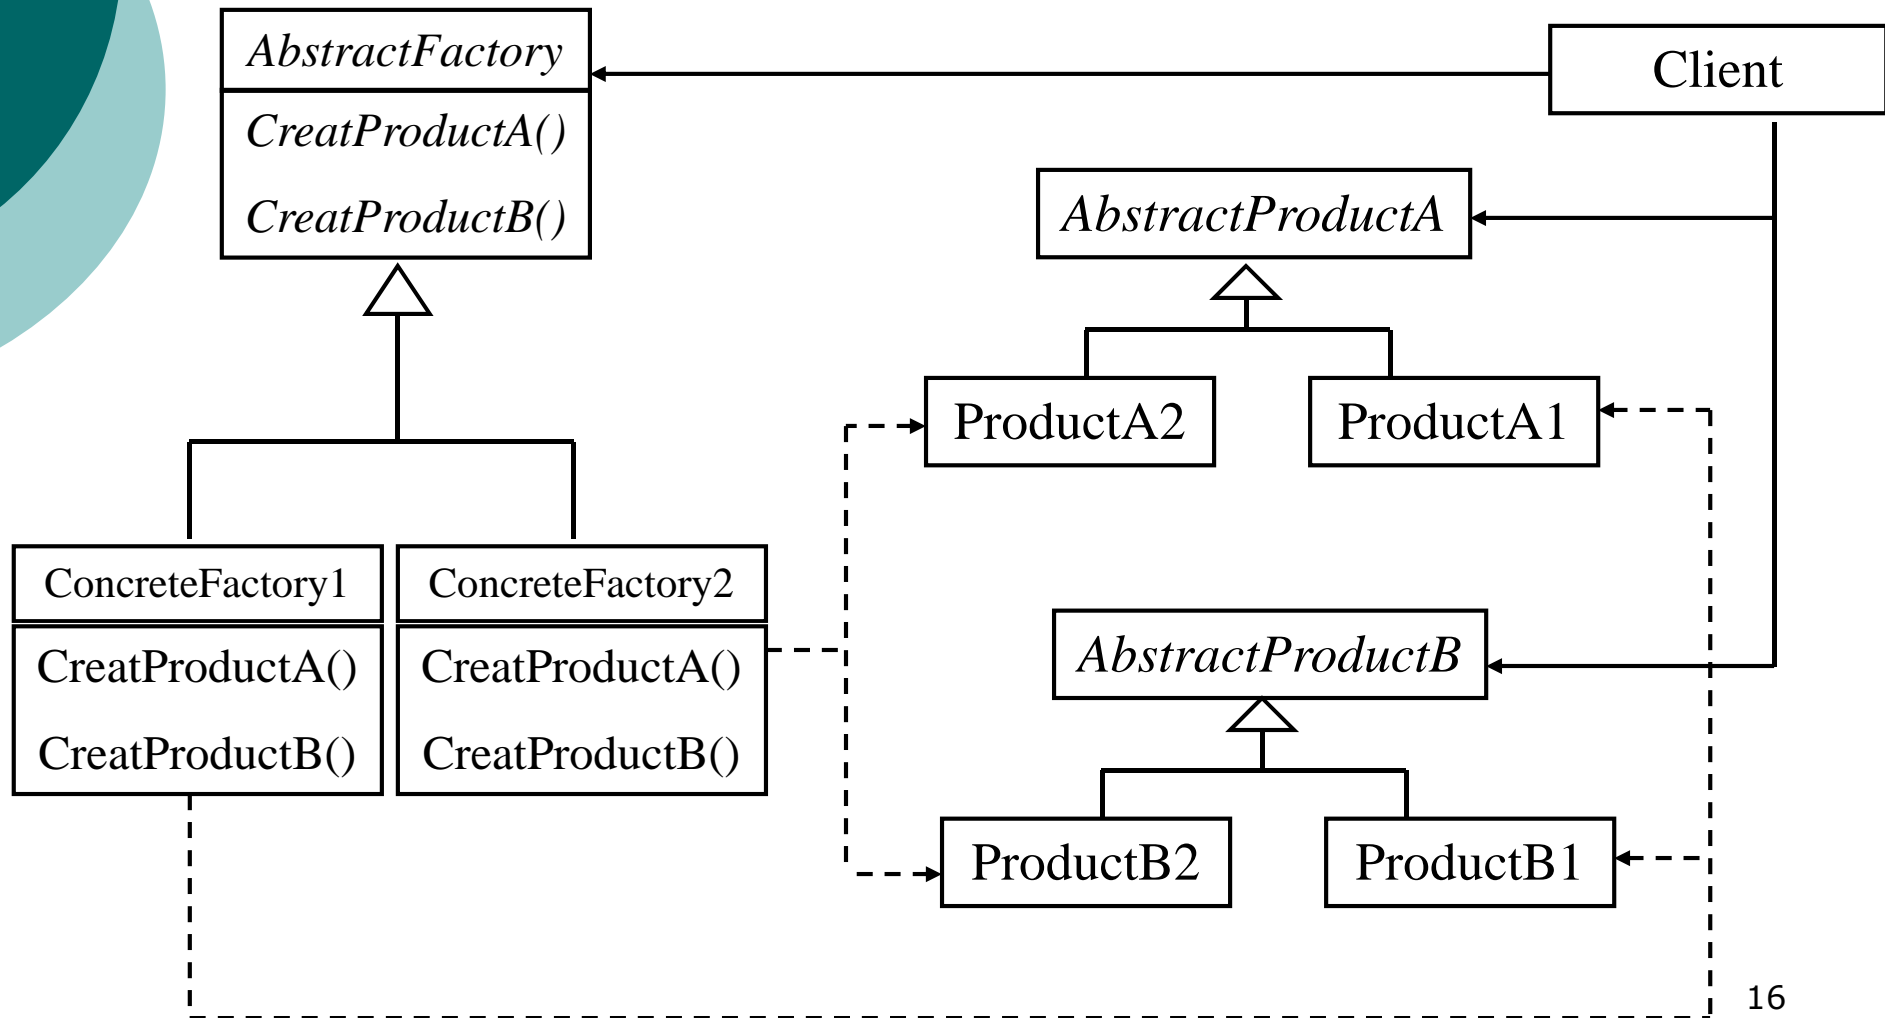 AbstractFactory
CreatProductA()
CreatProductB()
Client
AbstractProductA
ProductA2
ProductA1
ConcreteFactory1
CreatProductA()
CreatProductB()
ConcreteFactory2
CreatProductA()
CreatProductB()
AbstractProductB
ProductB2
ProductB1
16